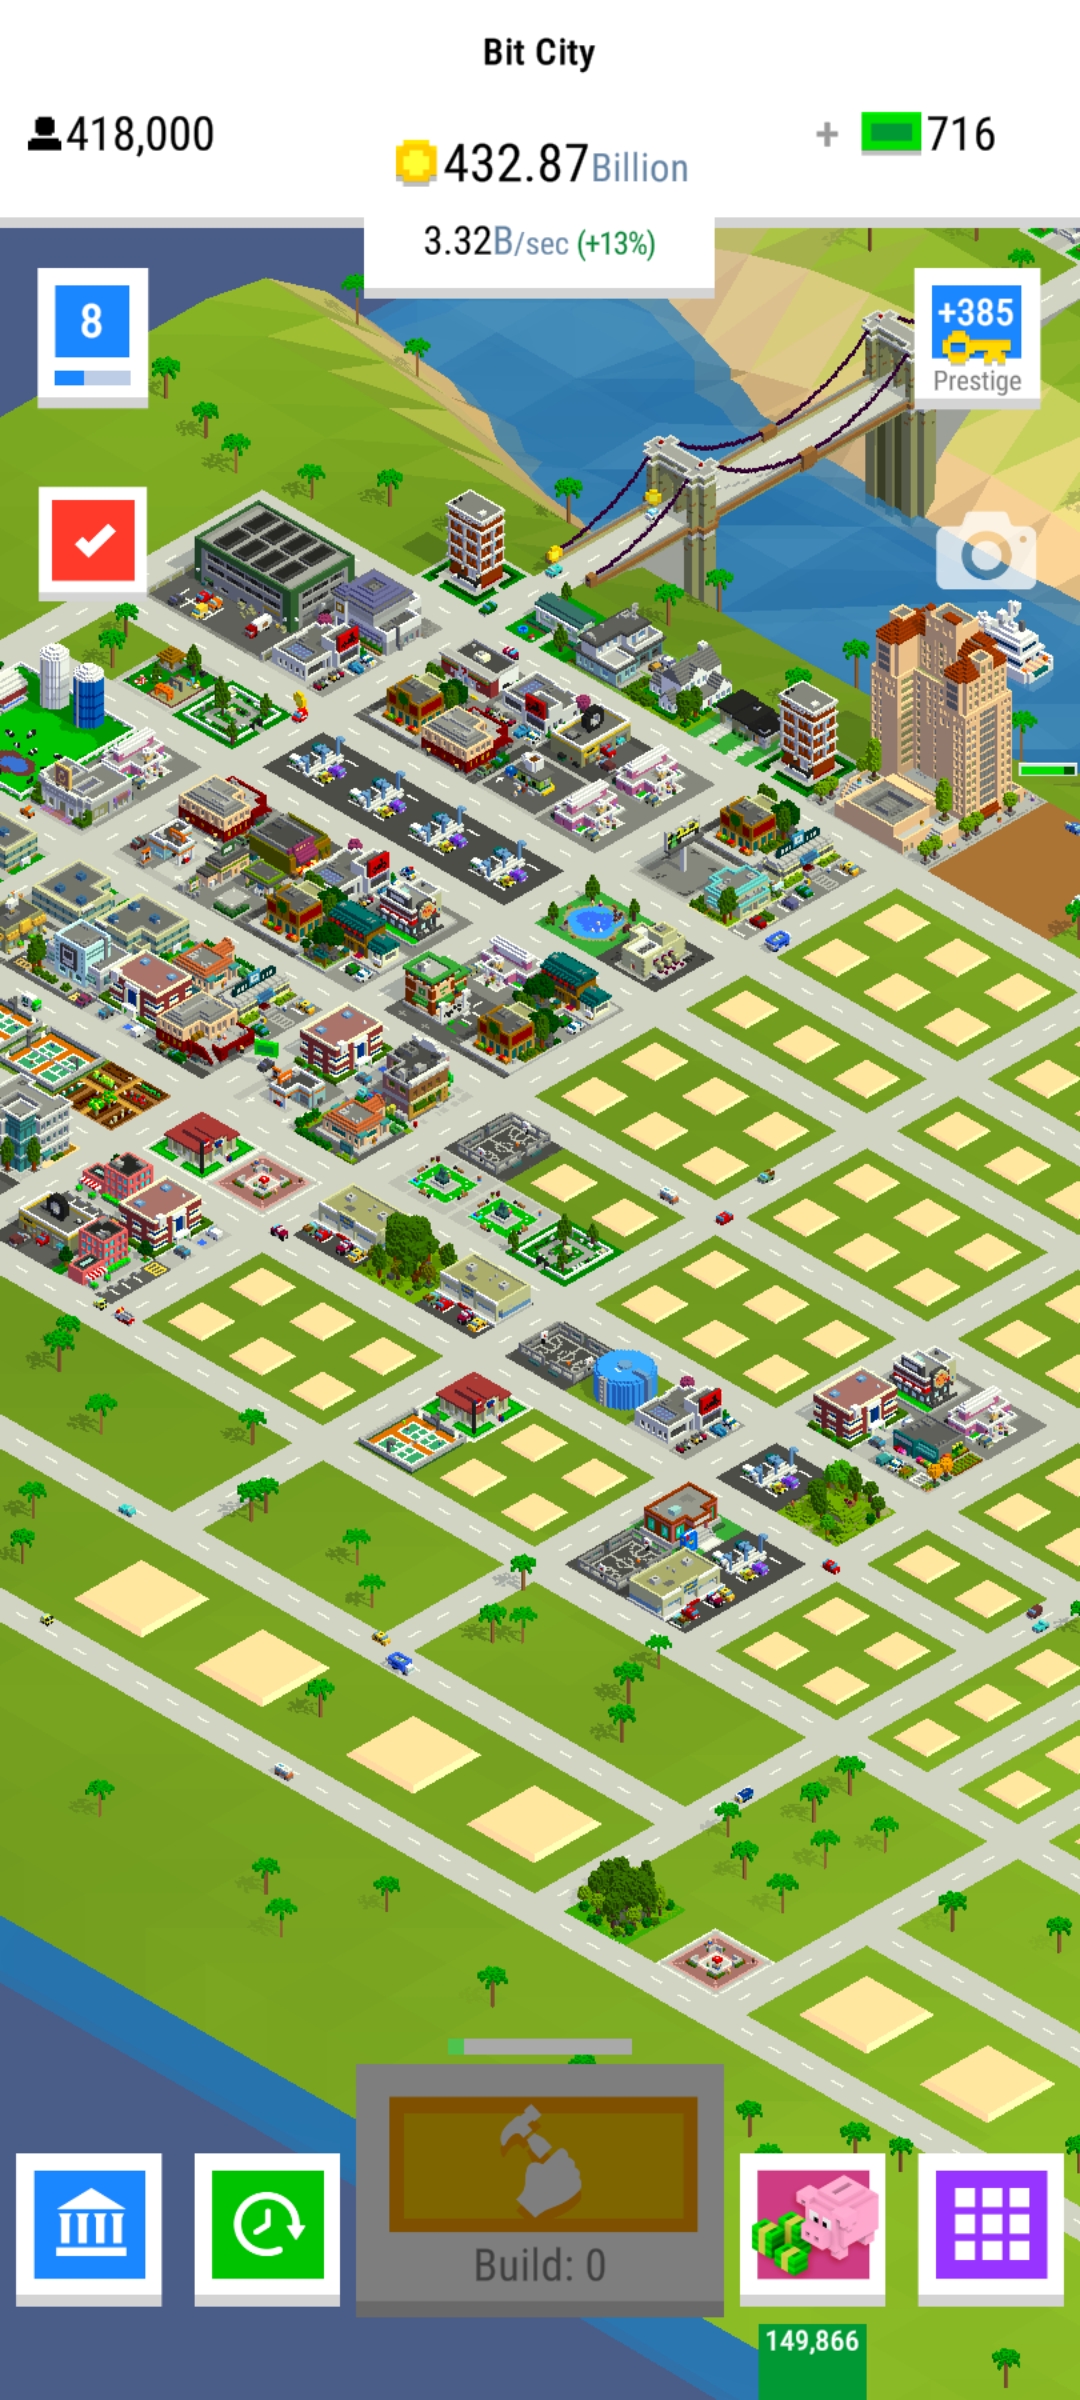 Bit City
418,000
432.87Billion
+ 716
3.32B/sec (+13%)
8
+385
Prestige
Build: 0
149,866